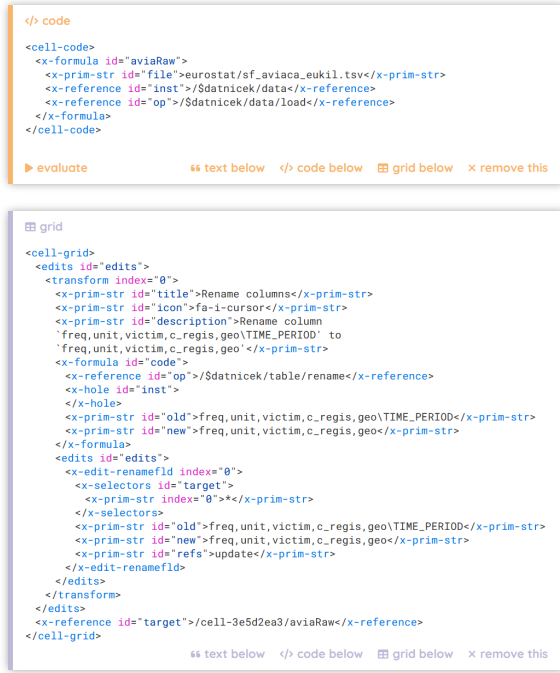 </> code
<cell-code>
<x-formula id="aviaRaw">
<x-prim-str id="file">eurostat/sf_aviaca_eukil.tsv</x-prim-str>
<x-reference id="inst">/$datnicek/data</x-reference>
<x-reference id="op">/$datnicek/data/load</x-reference>
</x-formula>
</cell-code>
evaluate text below </> code below grid below × remove this
grid
<cell-grid>
<edits id="edits">
<transform index="0">
<x-prim-str id="title">Rename columns</x-prim-str>
<x-prim-str id="icon">fa-i-cursor</x-prim-str>
<x-prim-str id="description">Rename column
`freq,unit,victim,c_regis,geo\TIME_PERIOD` to
`freq,unit,victim,c_regis,geo`</x-prim-str>
<x-formula id="code">
<x-reference id="op">/$datnicek/table/rename</x-reference>
<x-hole id="inst">
</x-hole>
<x-prim-str id="old">freq,unit,victim,c_regis,geo\TIME_PERIOD</x-prim-str>
<x-prim-str id="new">freq,unit,victim,c_regis,geo</x-prim-str>
</x-formula>
<edits id="edits">
<x-edit-renamefld index="0">
<x-selectors id="target">
<x-prim-str index="0">*</x-prim-str>
</x-selectors>
<x-prim-str id="old">freq,unit,victim,c_regis,geo\TIME_PERIOD</x-prim-str>
<x-prim-str id="new">freq,unit,victim,c_regis,geo</x-prim-str>
<x-prim-str id="refs">update</x-prim-str>
</x-edit-renamefld>
</edits>
</transform>
</edits>
<x-reference id="target">/cell-3e5d2ea3/aviaRaw</x-reference>
</cell-grid>
text below </> code below grid below × remove this